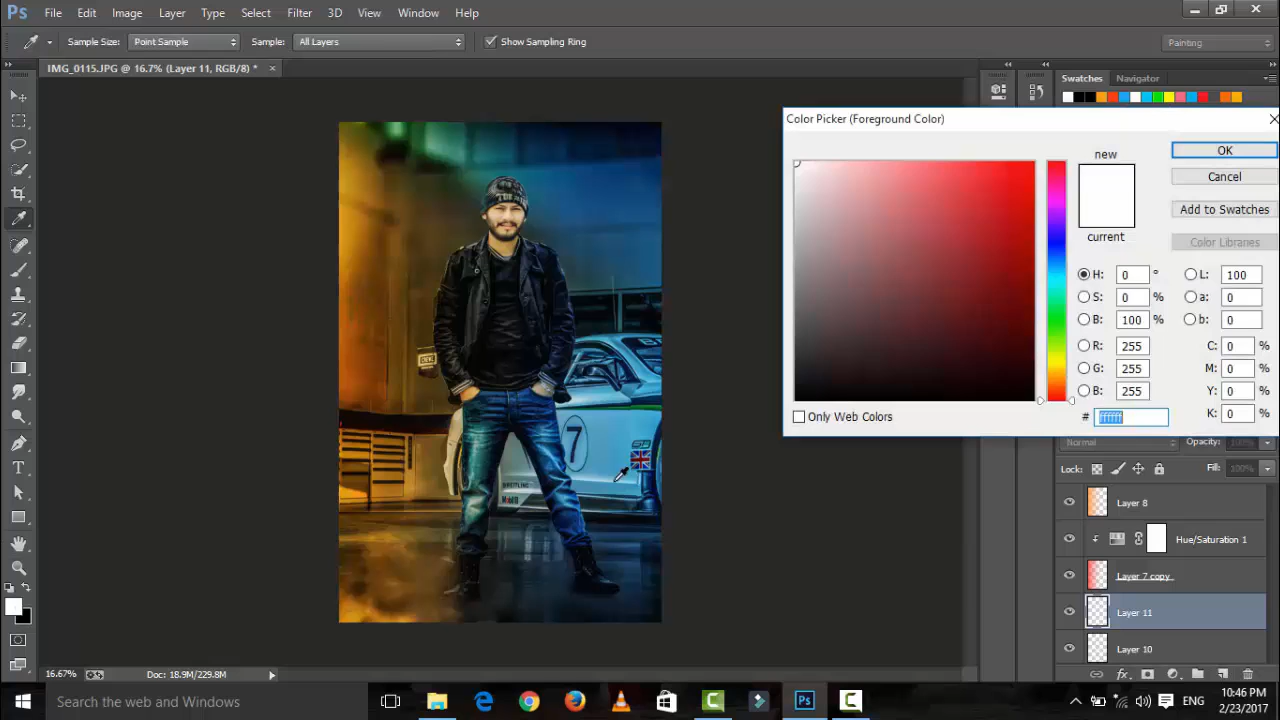 Ps File Edit Image Layer Type Select Filter 3D View Window Help
Sample Size: Point Sample Sample: All Layers Show Sampling Ring Painting
IMG_0115.JPG @ 16.7% (Layer 11, RGB/8) *
Swatches Navigator
Color Picker (Foreground Color)
new
OK
Cancel
Add to Swatches
current
Color Libraries
H: 0 ° L: 100
S: 0 % a: 0
B: 100 % b: 0
R: 255 C: 0 %
G: 255 M: 0 %
B: 255 Y: 0 %
Only Web Colors # ffffff K: 0 %
7
BREITLING
Mobil
Normal Opacity: 100%
Lock: Fill: 100%
Layer 8
Hue/Saturation 1
Layer 7 copy
Layer 11
Layer 10
16.67% Doc: 18.9M/229.8M
Search the web and Windows
ENG
10:46 PM
2/23/2017